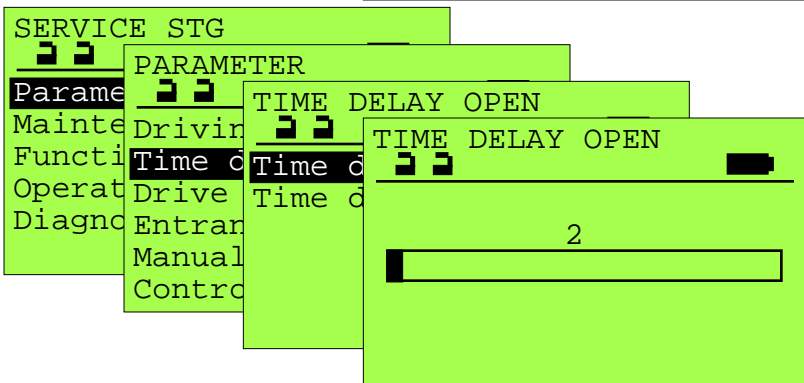 SERVICE STG
Parame
Mainte
Functi
Operat
Diagno
PARAMETER
Drivin
Time d
Drive
Entran
Manual
Contro
TIME DELAY OPEN
Time d
Time d
TIME DELAY OPEN
2